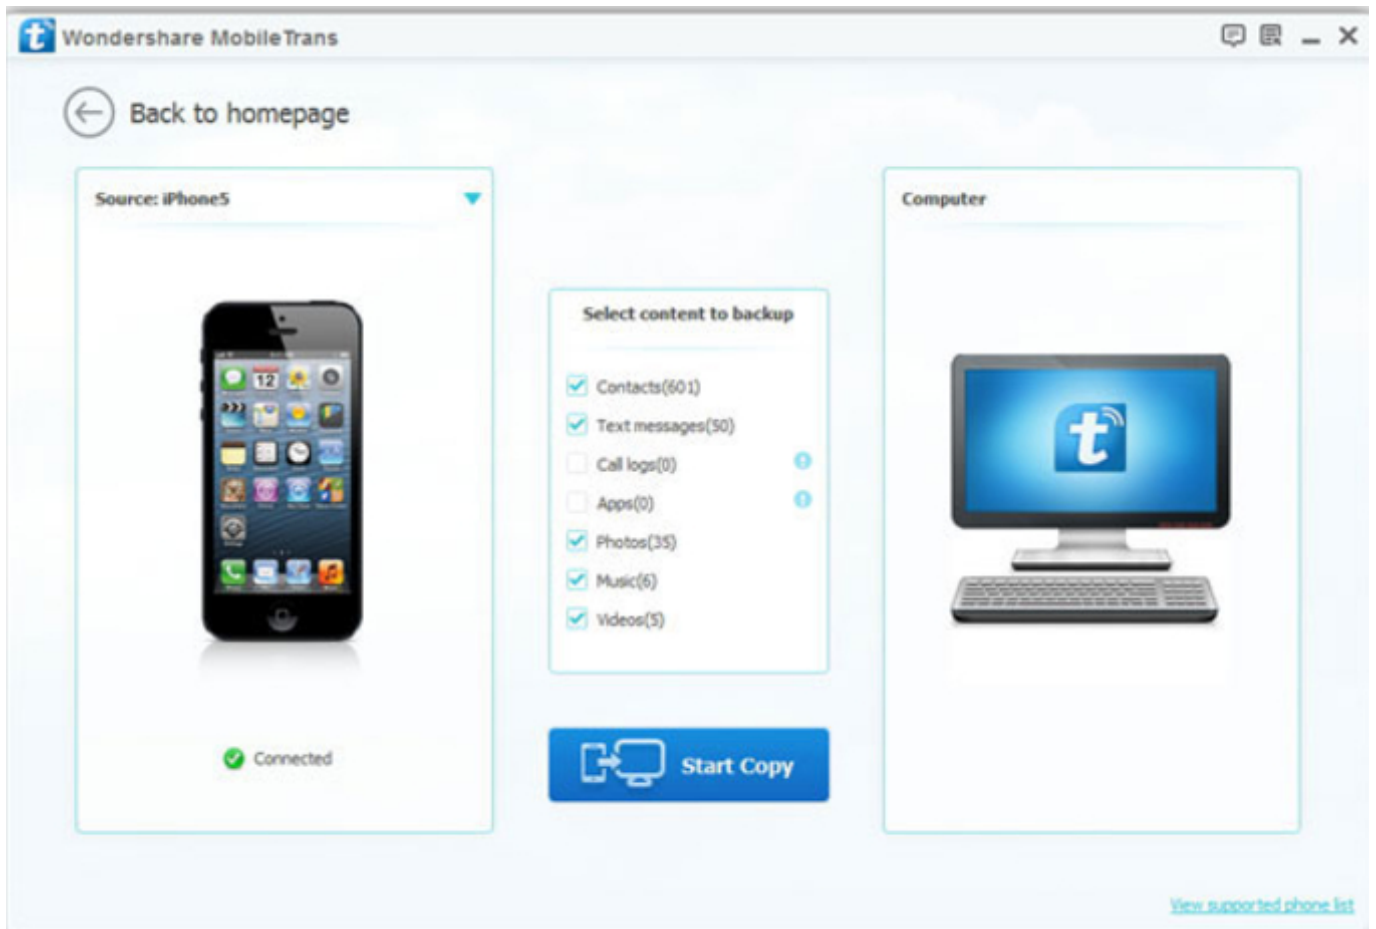 Wondershare MobileTrans
Back to homepage
Source: iPhone5
Computer
Select content to backup
Contacts(601)
Text messages(50)
Call logs(0)
Apps(0)
Photos(35)
Music(6)
Videos(5)
Connected
Start Copy
View supported phone list
12
t